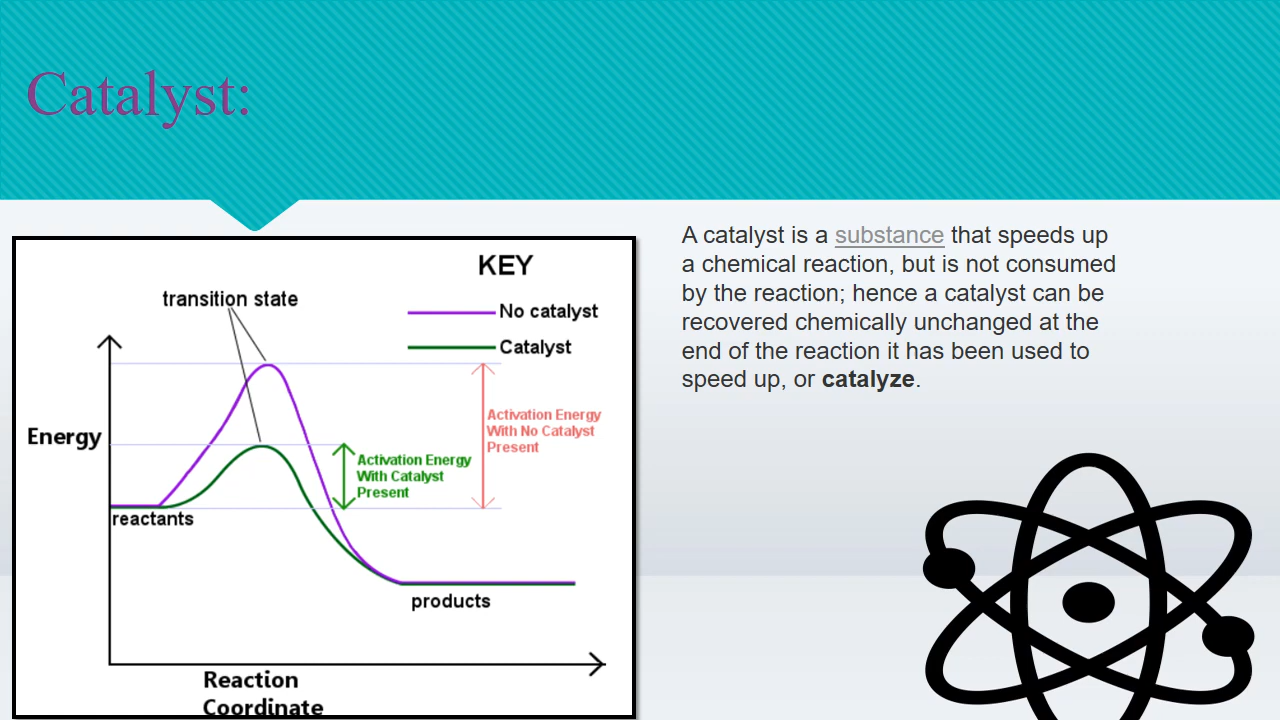 Catalyst:
KEY
transition state
No catalyst
Catalyst
Energy
Activation Energy
With No Catalyst
Present
Activation Energy
With Catalyst
Present
reactants
products
Reaction
Coordinate
A catalyst is a substance that speeds up
a chemical reaction, but is not consumed
by the reaction; hence a catalyst can be
recovered chemically unchanged at the
end of the reaction it has been used to
speed up, or catalyze.